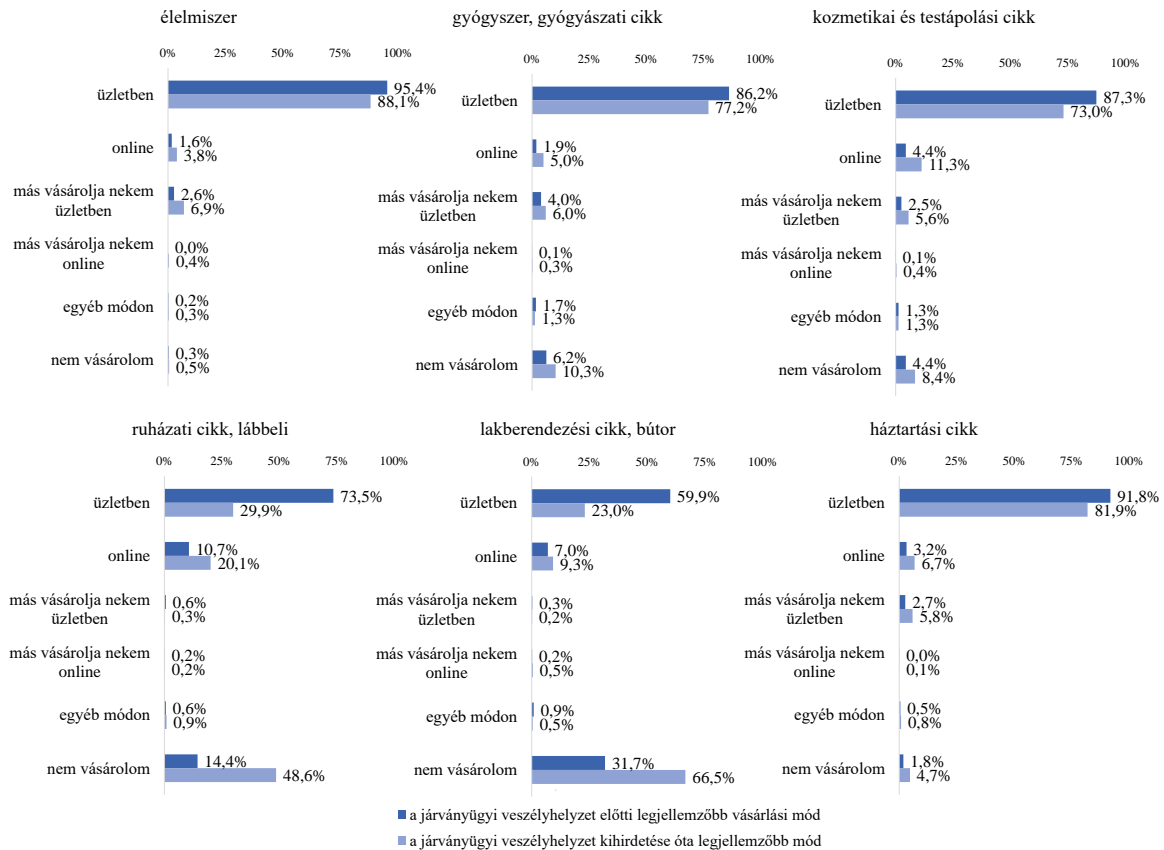 élelmiszer
0% 25% 50% 75% 100%
üzletben
95,4%
88,1%
online
1,6%
3,8%
más vásárolja nekem
üzletben
2,6%
6,9%
más vásárolja nekem
online
0,0%
0,4%
egyéb módon
0,2%
0,3%
nem vásárolom
0,3%
0,5%
gyógyszer, gyógyászati cikk
0% 25% 50% 75% 100%
üzletben
86,2%
77,2%
online
1,9%
5,0%
más vásárolja nekem
üzletben
4,0%
6,0%
más vásárolja nekem
online
0,1%
0,3%
egyéb módon
1,7%
1,3%
nem vásárolom
6,2%
10,3%
kozmetikai és testápolási cikk
0% 25% 50% 75% 100%
üzletben
87,3%
73,0%
online
4,4%
11,3%
más vásárolja nekem
üzletben
2,5%
5,6%
más vásárolja nekem
online
0,1%
0,4%
egyéb módon
1,3%
1,3%
nem vásárolom
4,4%
8,4%
ruházati cikk, lábbeli
0% 25% 50% 75% 100%
üzletben
73,5%
29,9%
online
10,7%
20,1%
más vásárolja nekem
üzletben
0,6%
0,3%
más vásárolja nekem
online
0,2%
0,2%
egyéb módon
0,6%
0,9%
nem vásárolom
14,4%
48,6%
lakberendezési cikk, bútor
0% 25% 50% 75% 100%
üzletben
59,9%
23,0%
online
7,0%
9,3%
más vásárolja nekem
üzletben
0,3%
0,2%
más vásárolja nekem
online
0,2%
0,5%
egyéb módon
0,9%
0,5%
nem vásárolom
31,7%
66,5%
háztartási cikk
0% 25% 50% 75% 100%
üzletben
91,8%
81,9%
online
3,2%
6,7%
más vásárolja nekem
üzletben
2,7%
5,8%
más vásárolja nekem
online
0,0%
0,1%
egyéb módon
0,5%
0,8%
nem vásárolom
1,8%
4,7%
a járványügyi veszélyhelyzet előtti legjellemzőbb vásárlási mód
a járványügyi veszélyhelyzet kihirdetése óta legjellemzőbb mód